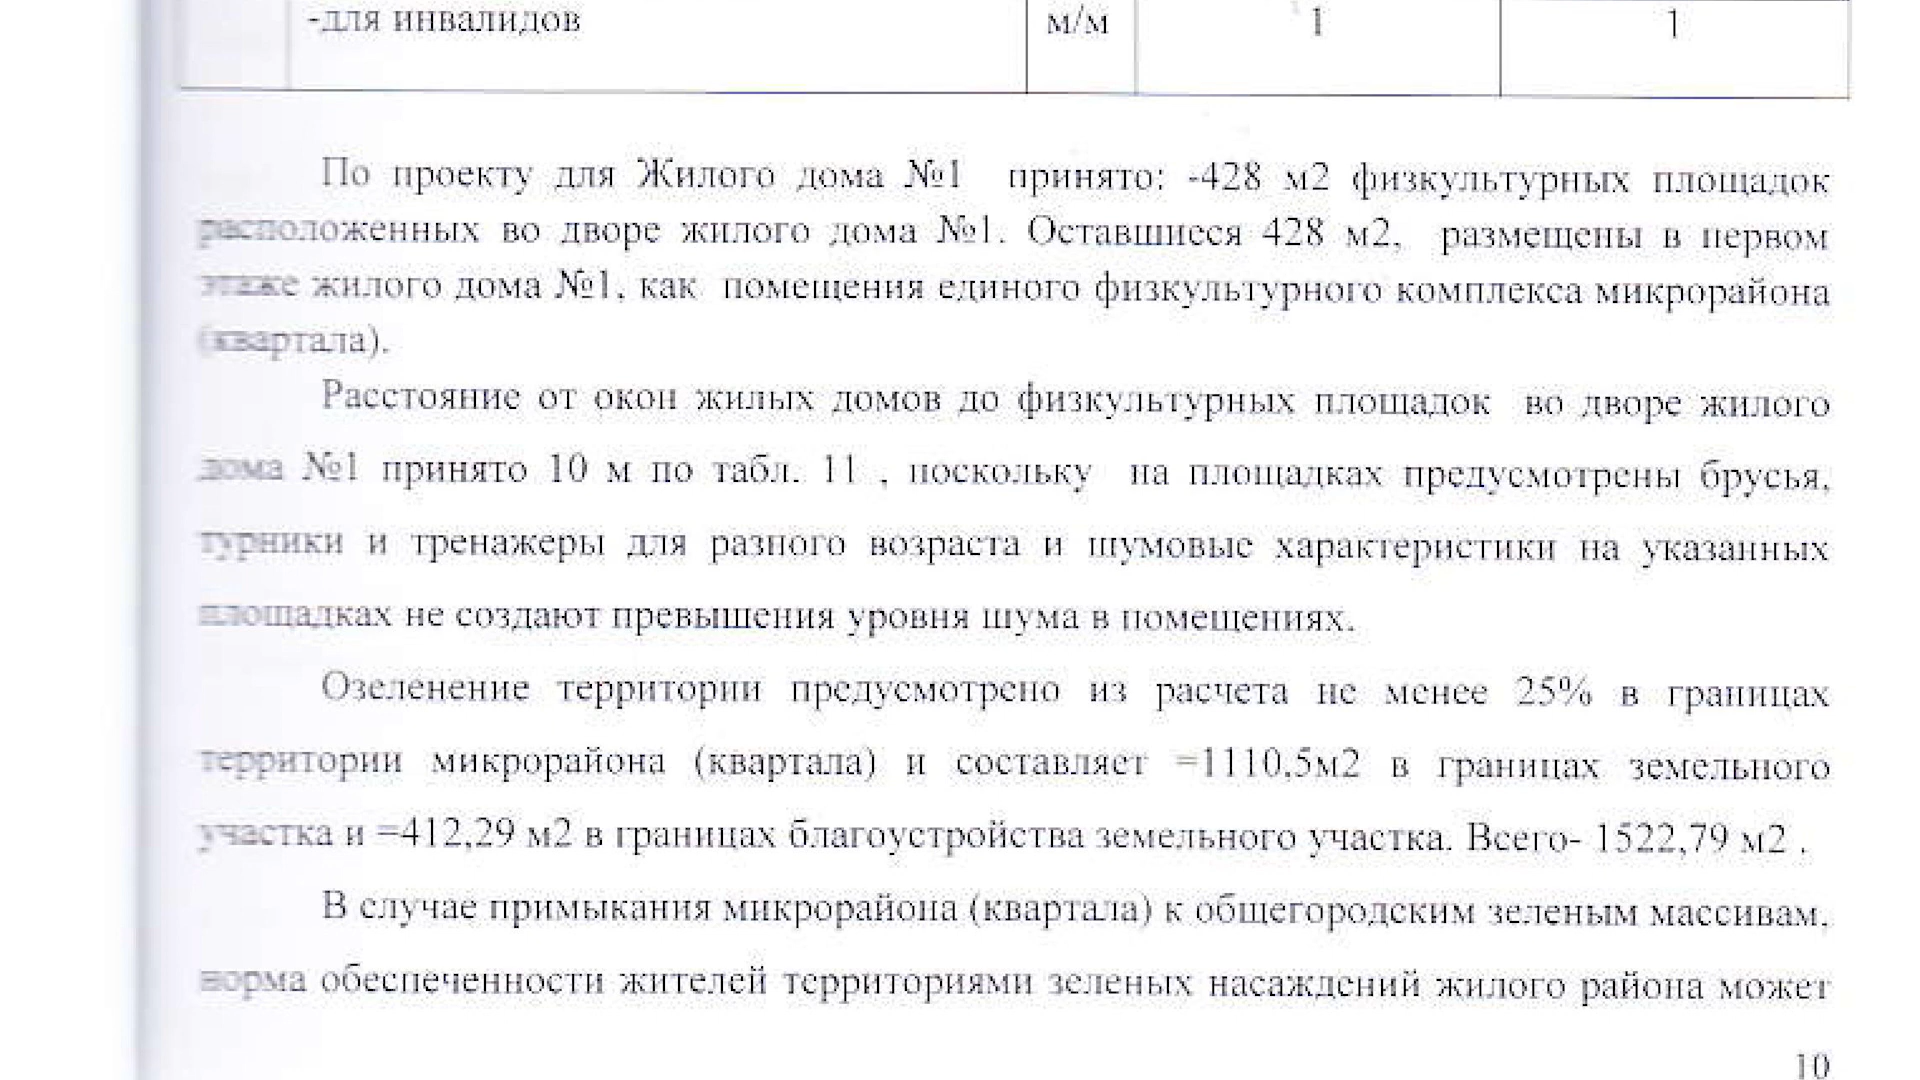 -для инвалидов м/м 1 1
По проекту для Жилого дома №1 принято: -428 м2 физкультурных площадок
расположенных во дворе жилого дома №1. Оставшиеся 428 м2, размещены в первом
этаже жилого дома №1, как помещения единого физкультурного комплекса микрорайона
(квартала).
Расстояние от окон жилых домов до физкультурных площадок во дворе жилого
дома №1 принято 10 м по табл. 11 , поскольку на площадках предусмотрены брусья,
турники и тренажеры для разного возраста и шумовые характеристики на указанных
площадках не создают превышения уровня шума в помещениях.
Озеленение территории предусмотрено из расчета не менее 25% в границах
территории микрорайона (квартала) и составляет =1110,5м2 в границах земельного
участка и =412,29 м2 в границах благоустройства земельного участка. Всего- 1522,79 м2 .
В случае примыкания микрорайона (квартала) к общегородским зеленым массивам,
норма обеспеченности жителей территориями зеленых насаждений жилого района может
10